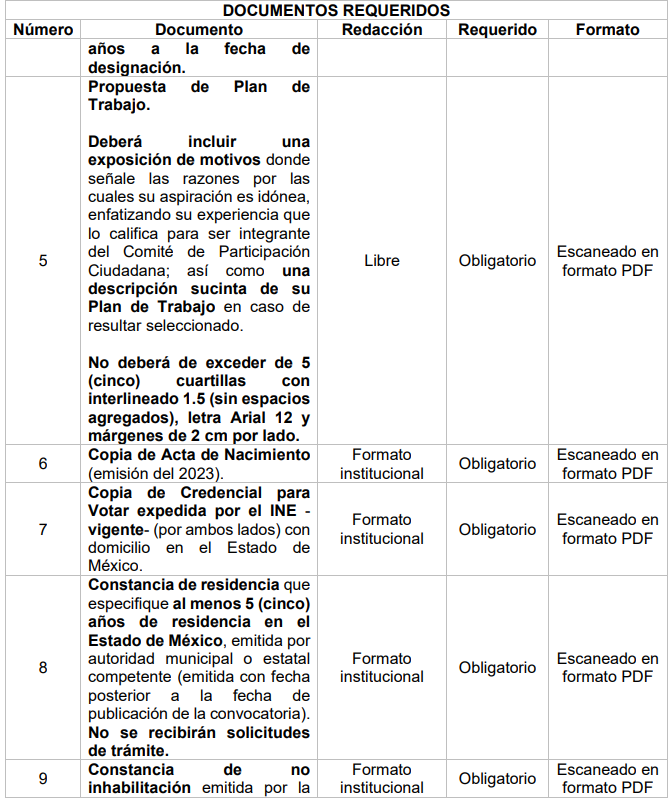 DOCUMENTOS REQUERIDOS
Número Documento Redacción Requerido Formato
años a la fecha de
designación.
Propuesta de Plan de
Trabajo.
Deberá incluir una
exposición de motivos donde
señale las razones por las
cuales su aspiración es idónea,
enfatizando su experiencia que
lo califica para ser integrante
del Comité de Participación
Ciudadana; así como una
descripción sucinta de su
Plan de Trabajo en caso de
resultar seleccionado.
No deberá de exceder de 5
(cinco) cuartillas con
interlineado 1.5 (sin espacios
agregados), letra Arial 12 y
márgenes de 2 cm por lado.
5
Libre
Obligatorio
Escaneado en
formato PDF
6
Copia de Acta de Nacimiento
(emisión del 2023).
Formato
institucional
Obligatorio
Escaneado en
formato PDF
7
Copia de Credencial para
Votar expedida por el INE -
vigente- (por ambos lados) con
domicilio en el Estado de
México.
Formato
institucional
Obligatorio
Escaneado en
formato PDF
8
Constancia de residencia que
especifique al menos 5 (cinco)
años de residencia en el
Estado de México, emitida por
autoridad municipal o estatal
competente (emitida con fecha
posterior a la fecha de
publicación de la convocatoria).
No se recibirán solicitudes
de trámite.
Formato
institucional
Obligatorio
Escaneado en
formato PDF
9
Constancia de no
inhabilitación emitida por la
Formato
institucional
Obligatorio
Escaneado en
formato PDF